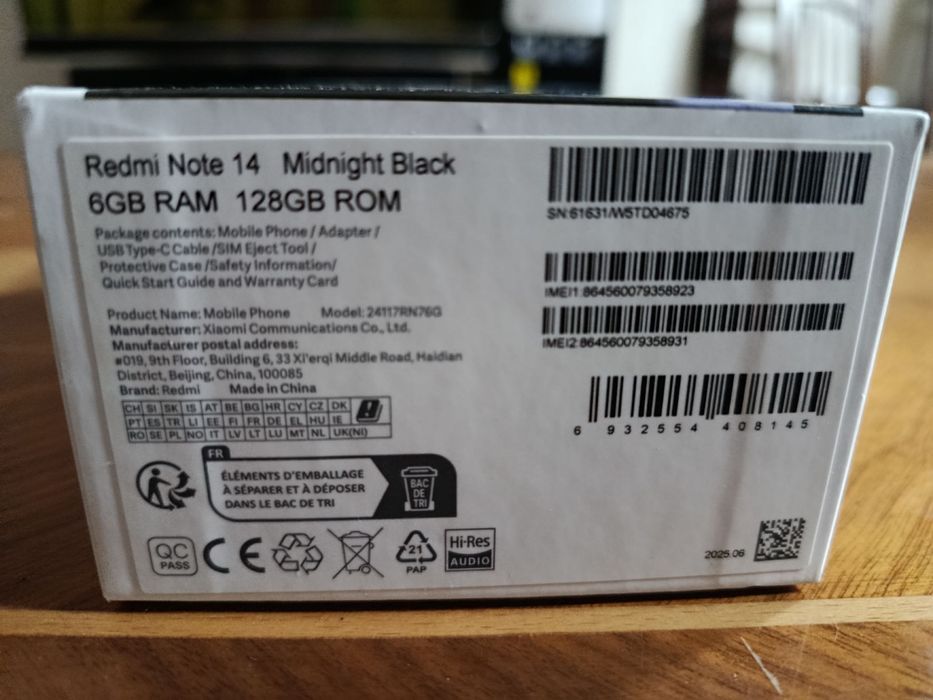 Redmi Note 14 Midnight Black
6GB RAM 128GB ROM
Package contents: Mobile Phone / Adapter /
USB Type-C Cable /SIM Eject Tool /
Protective Case /Safety Information/
Quick Start Guide and Warranty Card
Product Name: Mobile Phone Model: 24117RN76G
Manufacturer: Xiaomi Communications Co., Ltd.
Manufacturer postal address:
#019, 9th Floor, Building 6, 33 Xi'erqi Middle Road, Haidian
District, Beijing, China, 100085
Brand: Redmi Made in China
CH SI SK IS AT BE BG HR CY CZ DK
PT ES TR LI EE FI FR DE EL HU IE
RO SE PL NO IT LV LT LU MT NL UK(NI)
FR
ÉLÉMENTS D'EMBALLAGE
À SÉPARER ET À DÉPOSER
DANS LE BAC DE TRI
BAC
DE
TRI
QC
PASS
CE
21
PAP
Hi-Res
AUDIO
SN:61631/W5TD04675
IMEI1:864560079358923
IMEI2:864560079358931
6 932554 408145
2025.06